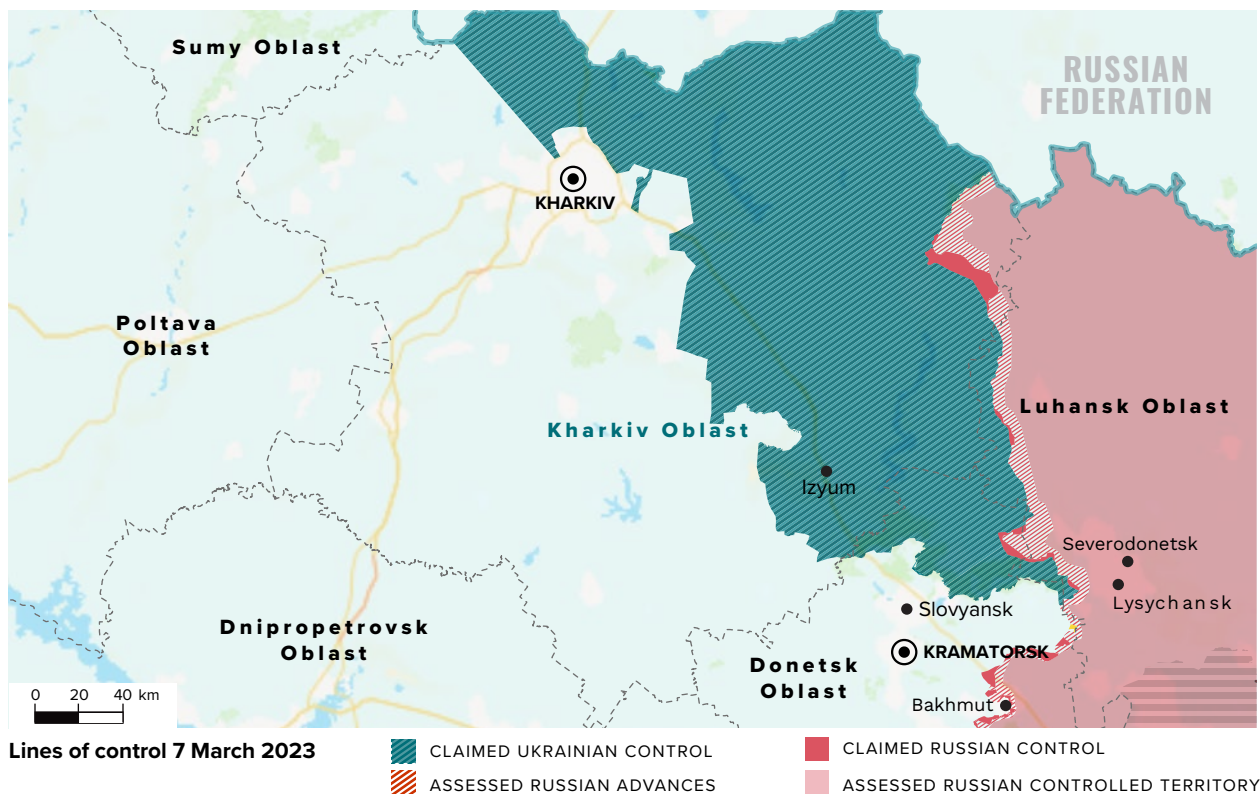 Sumy Oblast
RUSSIAN
FEDERATION
KHARKIV
Poltava
Oblast
Luhansk Oblast
Kharkiv Oblast
Izyum
Severodonetsk
Lysychansk
Slovyansk
Dnipropetrovsk
Oblast
KRAMATORSK
Donetsk
Oblast
Bakhmut
0 20 40 km
Lines of control 7 March 2023
CLAIMED UKRAINIAN CONTROL
CLAIMED RUSSIAN CONTROL
ASSESSED RUSSIAN ADVANCES
ASSESSED RUSSIAN CONTROLLED TERRITORY